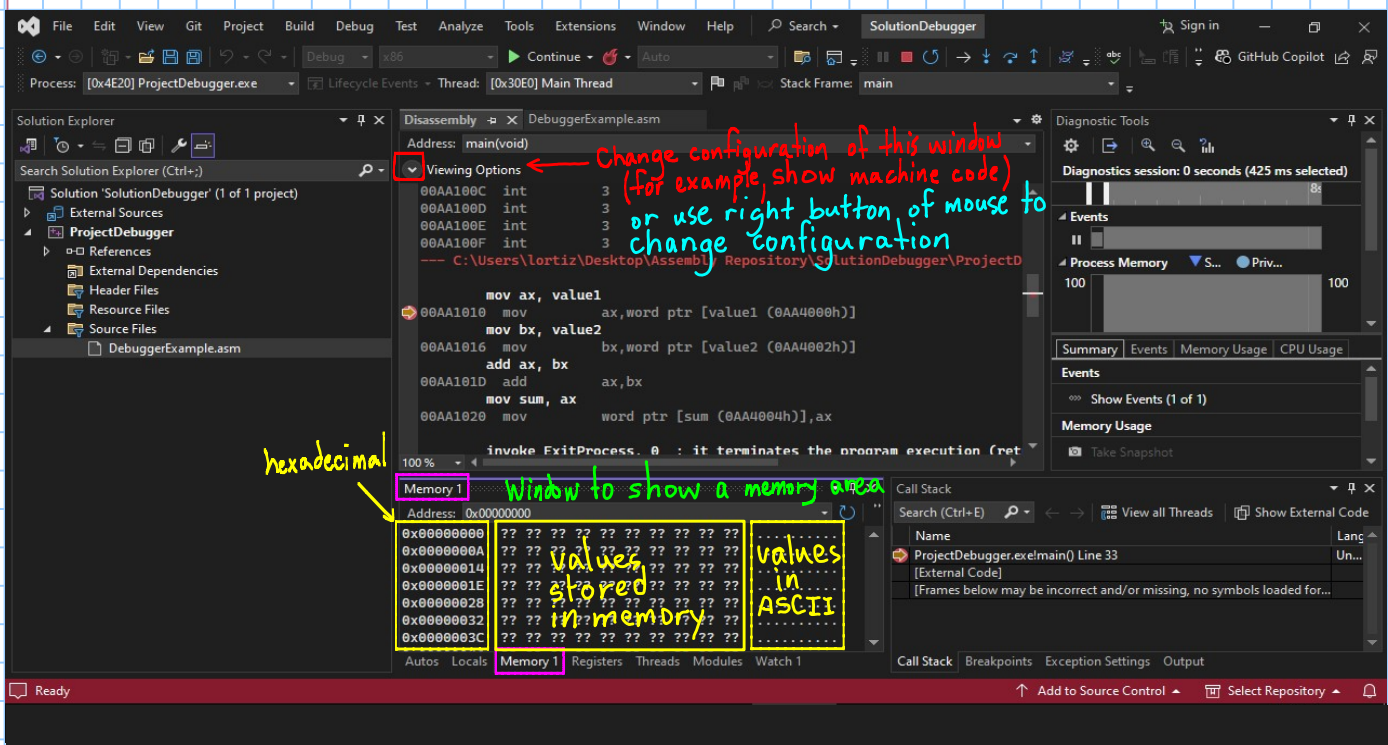 File Edit View Git Project Build Debug Test Analyze Tools Extensions Window Help Search SolutionDebugger Sign in
Debug x86 Continue Auto abc GitHub Copilot
Process: [0x4E20] ProjectDebugger.exe Lifecycle Events Thread: [0x30E0] Main Thread Stack Frame: main
Solution Explorer
Search Solution Explorer (Ctrl+;)
Solution 'SolutionDebugger' (1 of 1 project)
External Sources
ProjectDebugger
References
External Dependencies
Header Files
Resource Files
Source Files
DebuggerExample.asm
hexadecimal
Disassembly DebuggerExample.asm
Address: main(void)
Viewing Options
Change configuration of this window
(for example, show machine code)
or use right button of mouse to
change configuration
00AA100C int 3
00AA100D int 3
00AA100E int 3
00AA100F int 3
--- C:\Users\lortiz\Desktop\Assembly Repository\SolutionDebugger\ProjectD
mov ax, value1
00AA1010 mov ax,word ptr [value1 (0AA4000h)]
mov bx, value2
00AA1016 mov bx,word ptr [value2 (0AA4002h)]
add ax, bx
00AA101D add ax,bx
mov sum, ax
00AA1020 mov word ptr [sum (0AA4004h)],ax
invoke ExitProcess, 0 ; it terminates the program execution (ret
100 %
Memory 1
Window to show a memory area
Address: 0x00000000
0x00000000 ?? ?? ?? ?? ?? ?? ?? ?? ?? ?? ..........
0x0000000A ?? ?? ?? ?? ?? ?? ?? ?? ?? ?? ..........
0x00000014 ?? ?? ?? ?? ?? ?? ?? ?? ?? ?? ..........
0x0000001E ?? ?? ?? ?? ?? ?? ?? ?? ?? ?? ..........
0x00000028 ?? ?? ?? ?? ?? ?? ?? ?? ?? ?? ..........
0x00000032 ?? ?? ?? ?? ?? ?? ?? ?? ?? ?? ..........
0x0000003C ?? ?? ?? ?? ?? ?? ?? ?? ?? ?? ..........
values
stored
in memory
values
in
ASCII
Autos Locals Memory 1 Registers Threads Modules Watch 1
Diagnostic Tools
Diagnostics session: 0 seconds (425 ms selected)
8s
Events
Process Memory S... Priv...
100 100
Summary Events Memory Usage CPU Usage
Events
Show Events (1 of 1)
Memory Usage
Take Snapshot
Call Stack
Search (Ctrl+E) View all Threads Show External Code
Name Lang
ProjectDebugger.exe!main() Line 33 Un...
[External Code]
[Frames below may be incorrect and/or missing, no symbols loaded for...
Call Stack Breakpoints Exception Settings Output
Ready Add to Source Control Select Repository